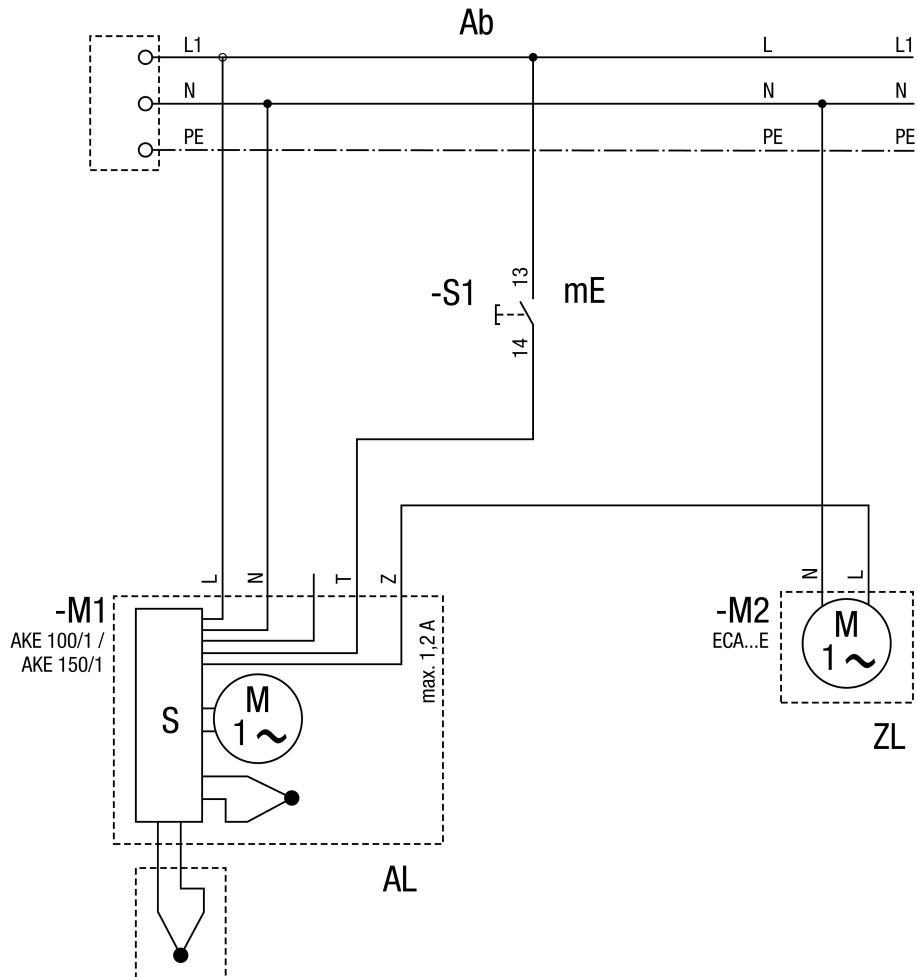 Ab
L1
L
L1
N
N
N
PE
PE
PE
13
-S1
mE
14
L
N
T
Z
N
L
-M1
AKE 100/1 /
AKE 150/1
max. 1,2 A
-M2
ECA...E
M
1 ~
S
M
1 ~
ZL
AL